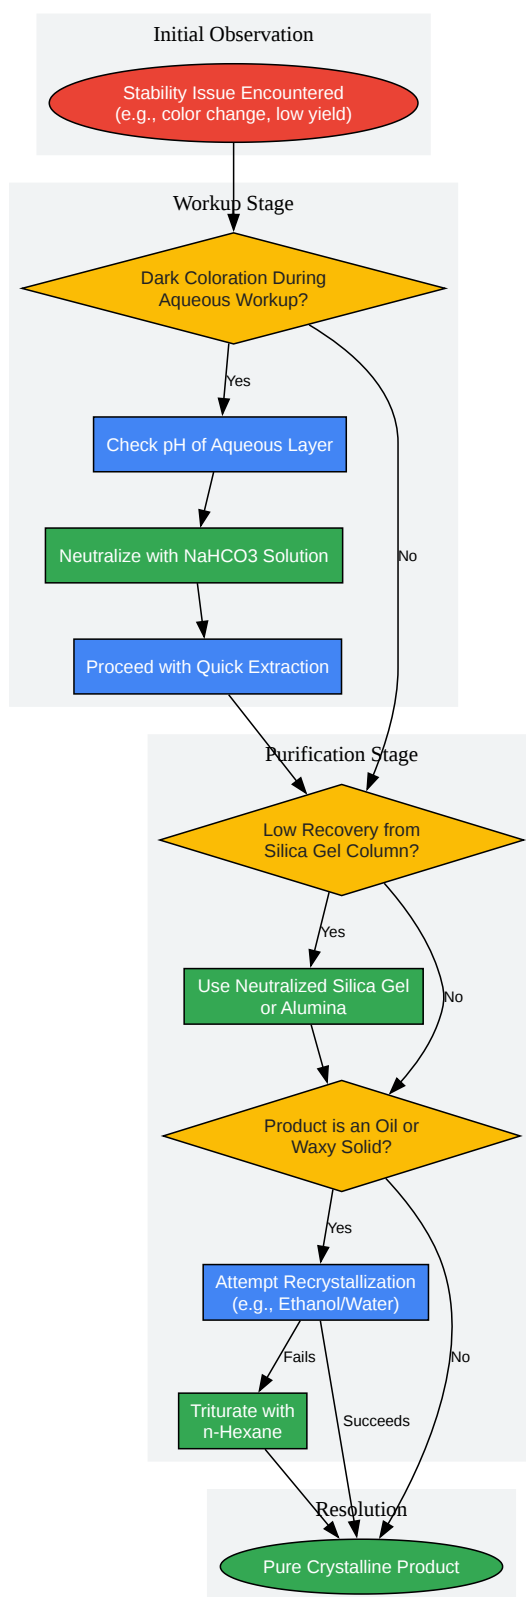 Initial Observation
Stability Issue Encountered
(e.g., color change, low yield)
Workup Stage
Dark Coloration During
Aqueous Workup?
Yes
Check pH of Aqueous Layer
Neutralize with NaHCO3 Solution
No
Proceed with Quick Extraction
Purification Stage
Low Recovery from
Silica Gel Column?
Yes
Use Neutralized Silica Gel
or Alumina
No
Product is an Oil or
Waxy Solid?
Yes
Attempt Recrystallization
(e.g., Ethanol/Water)
Fails
No
Triturate with
n-Hexane
Succeeds
Resolution
Pure Crystalline Product